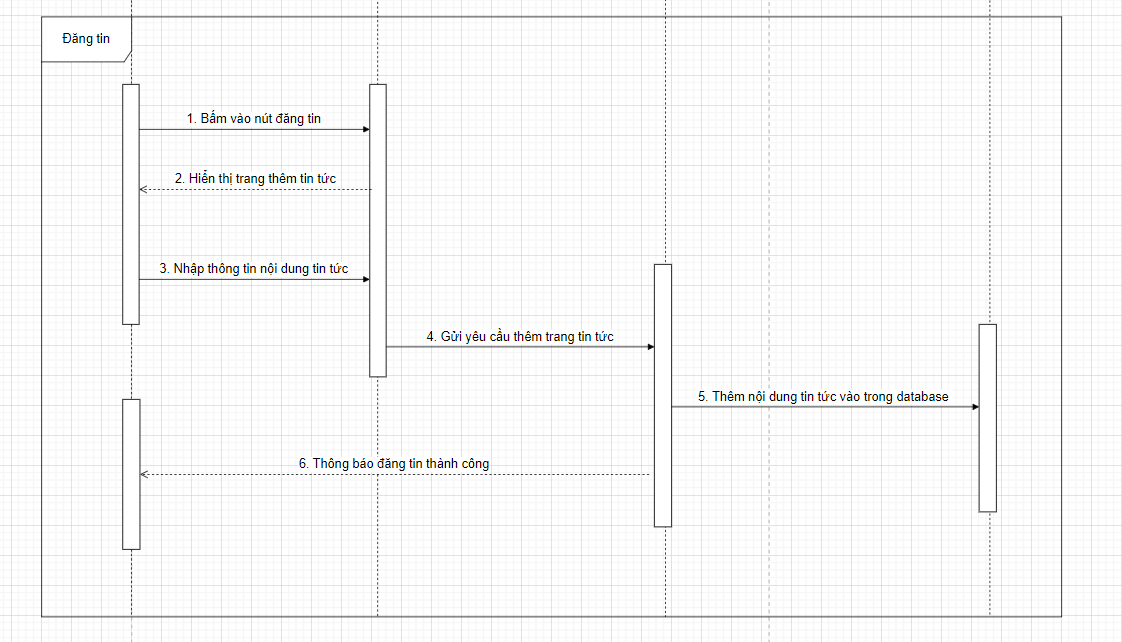 Đăng tin
1. Bấm vào nút đăng tin
2. Hiển thị trang thêm tin tức
3. Nhập thông tin nội dung tin tức
4. Gửi yêu cầu thêm trang tin tức
5. Thêm nội dung tin tức vào trong database
6. Thông báo đăng tin thành công